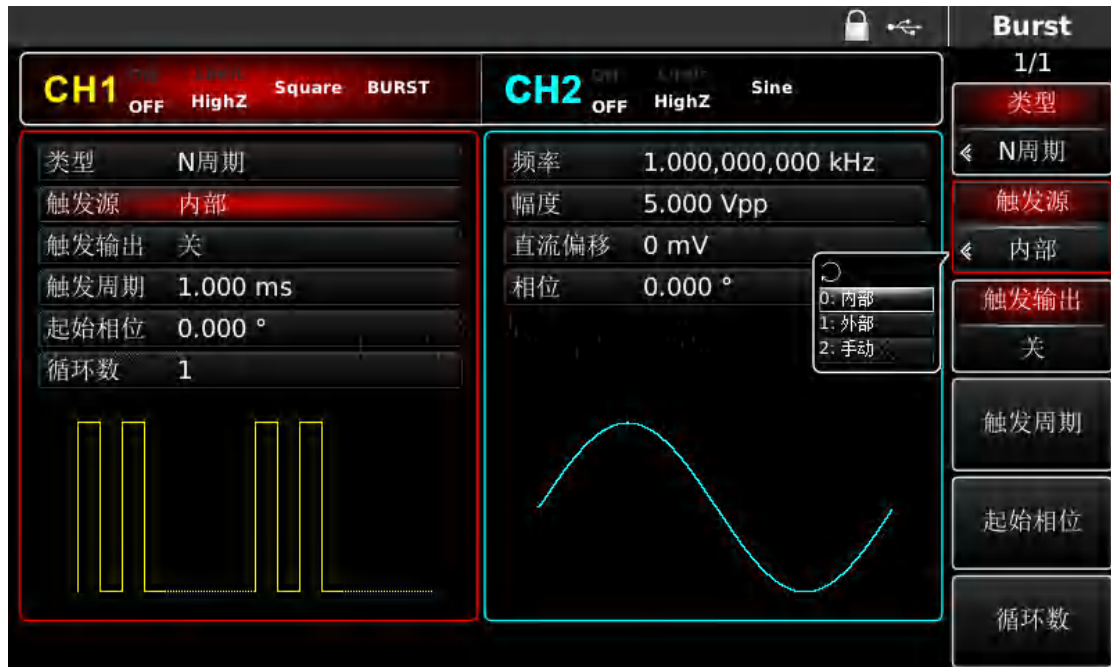 Burst
1/1
CH1 OFF HighZ Square BURST
CH2 OFF HighZ Sine
类型 N周期
触发源 内部
触发输出 关
触发周期 1.000 ms
起始相位 0.000 °
循环数 1
频率 1.000,000,000 kHz
幅度 5.000 Vpp
直流偏移 0 mV
相位 0.000 °
0: 内部
1: 外部
2: 手动
类型
N周期
触发源
内部
触发输出
关
触发周期
起始相位
循环数